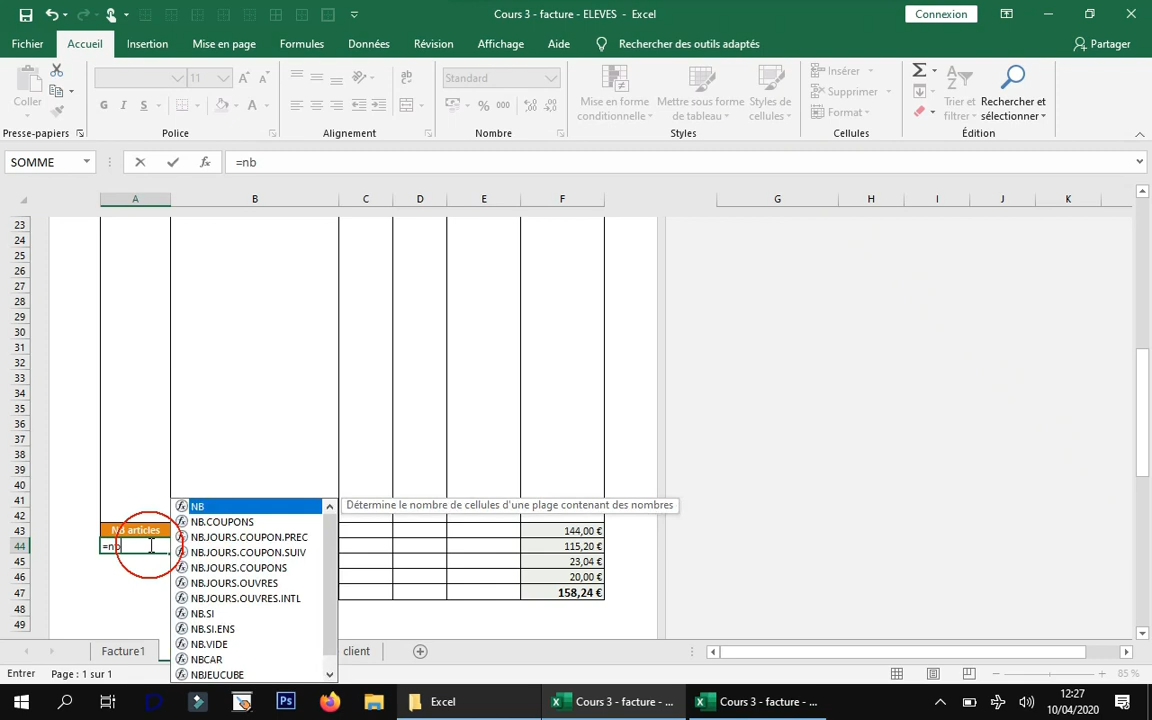 Cours 3 - facture - ELEVES - Excel
Connexion
Fichier Accueil Insertion Mise en page Formules Données Révision Affichage Aide Rechercher des outils adaptés Partager
Coller
Presse-papiers
11
G I S
Police
Alignement
Standard
% 000
Nombre
Mise en forme conditionnelle
Mettre sous forme de tableau
Styles de cellules
Styles
Insérer
Supprimer
Format
Cellules
Trier et filtrer
Rechercher et sélectionner
Édition
SOMME
=nb
A B C D E F G H I J K
23
24
25
26
27
28
29
30
31
32
33
34
35
36
37
38
39
40
41
42
43 NB articles 144,00 €
44 =nb 115,20 €
45 23,04 €
46 20,00 €
47 158,24 €
48
49
NB
Détermine le nombre de cellules d'une plage contenant des nombres
NB.COUPONS
NB.JOURS.COUPON.PREC
NB.JOURS.COUPON.SUIV
NB.JOURS.COUPONS
NB.JOURS.OUVRES
NB.JOURS.OUVRES.INTL
NB.SI
NB.SI.ENS
NB.VIDE
NBCAR
NBJEUCUBE
Facture1 client
Entrer Page : 1 sur 1 85 %
Excel Cours 3 - facture - ... Cours 3 - facture - ...
12:27
10/04/2020